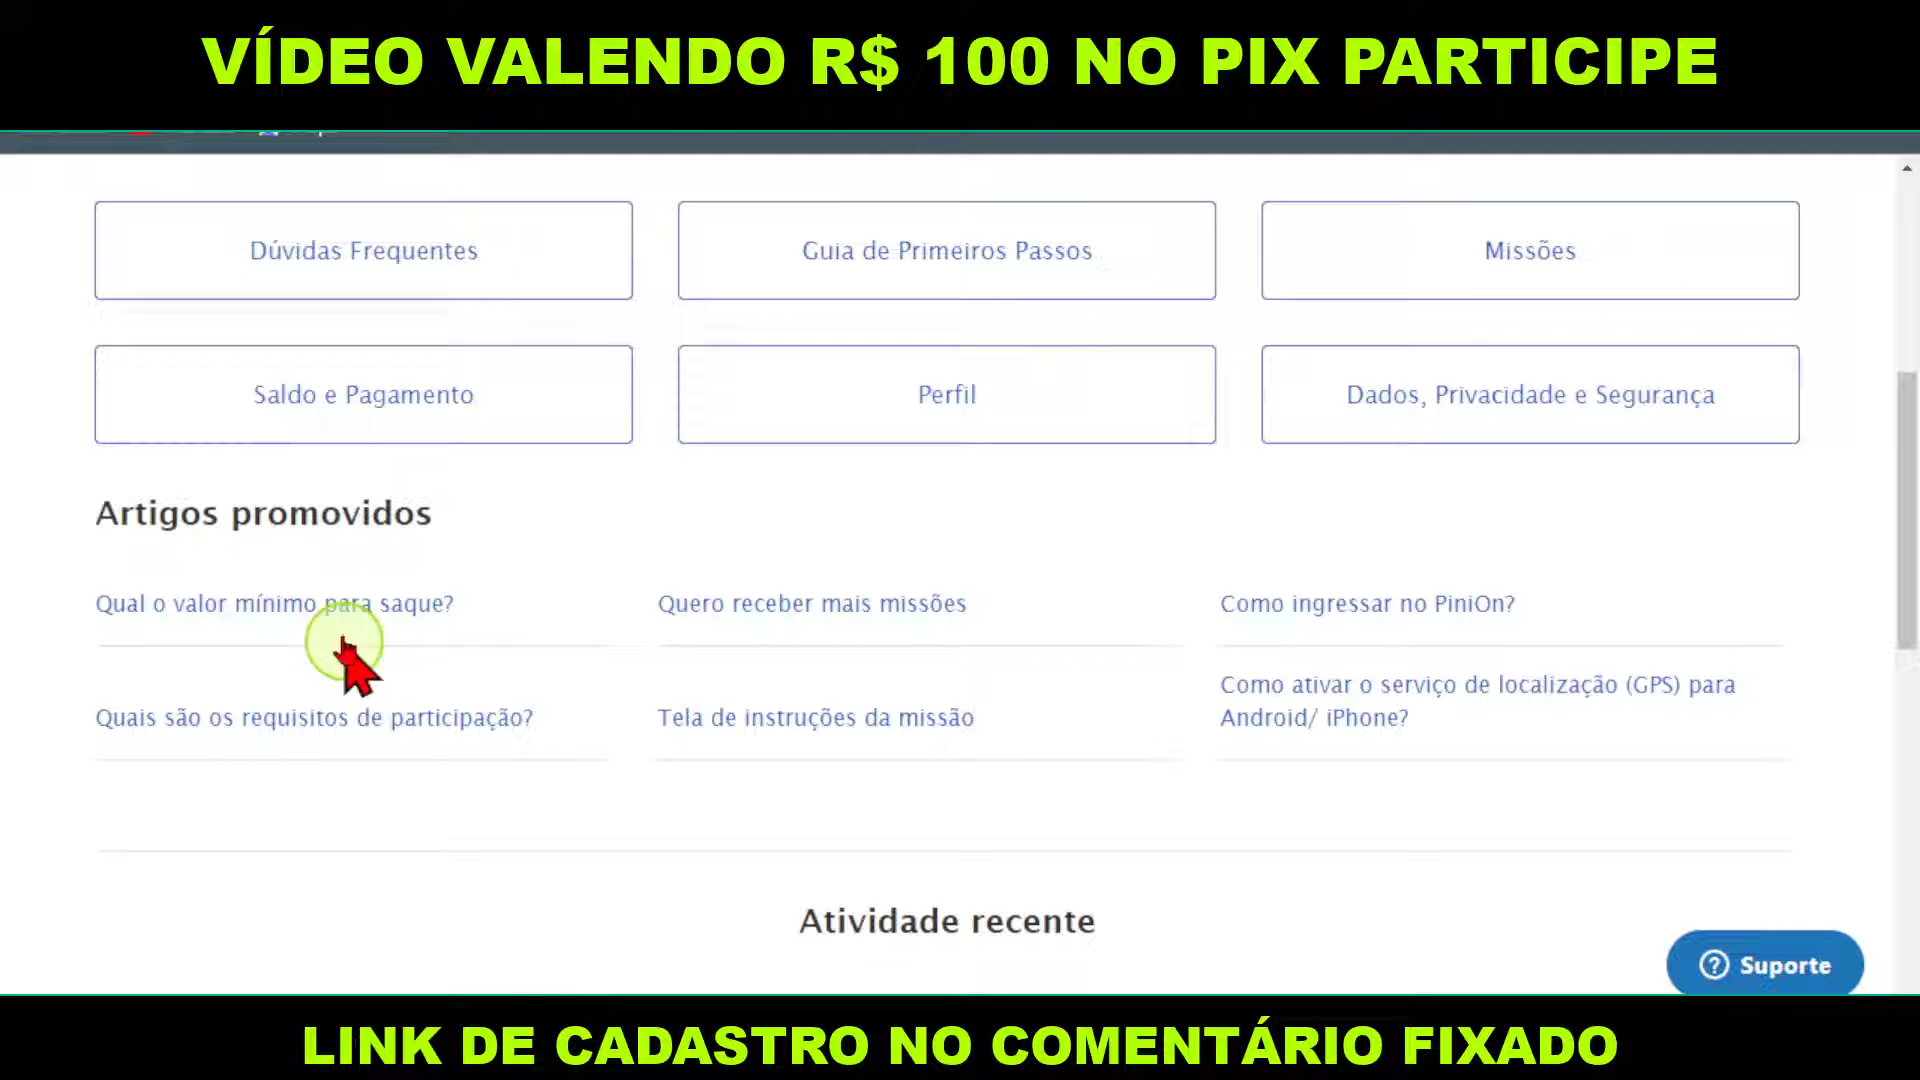 VÍDEO VALENDO R$ 100 NO PIX PARTICIPE
Dúvidas Frequentes
Guia de Primeiros Passos
Missões
Saldo e Pagamento
Perfil
Dados, Privacidade e Segurança
Artigos promovidos
Qual o valor mínimo para saque?
Quero receber mais missões
Como ingressar no PiniOn?
Quais são os requisitos de participação?
Tela de instruções da missão
Como ativar o serviço de localização (GPS) para
Android/ iPhone?
Atividade recente
Suporte
LINK DE CADASTRO NO COMENTÁRIO FIXADO